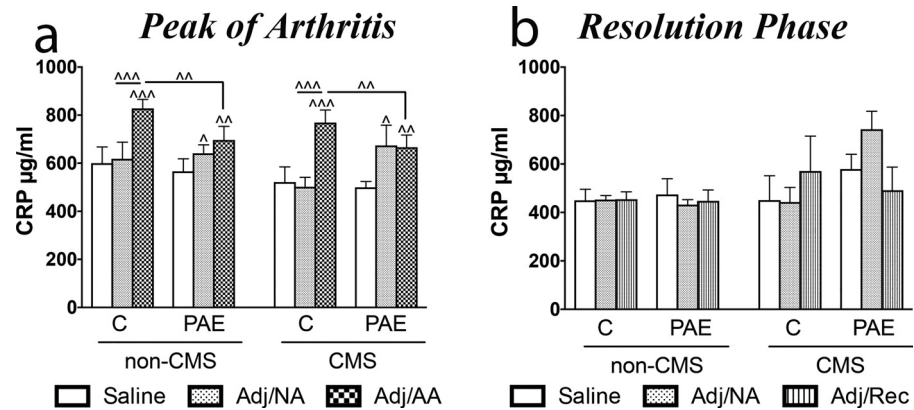 a Peak of Arthritis
b Resolution Phase
CRP µg/ml
1000
800
600
400
200
0
^^^
^^^
^^
^
^^
^^^
^^^
^^
^
^^
C PAE C PAE
non-CMS CMS
Saline Adj/NA Adj/AA
CRP µg/ml
1000
800
600
400
200
0
C PAE C PAE
non-CMS CMS
Saline Adj/NA Adj/Rec